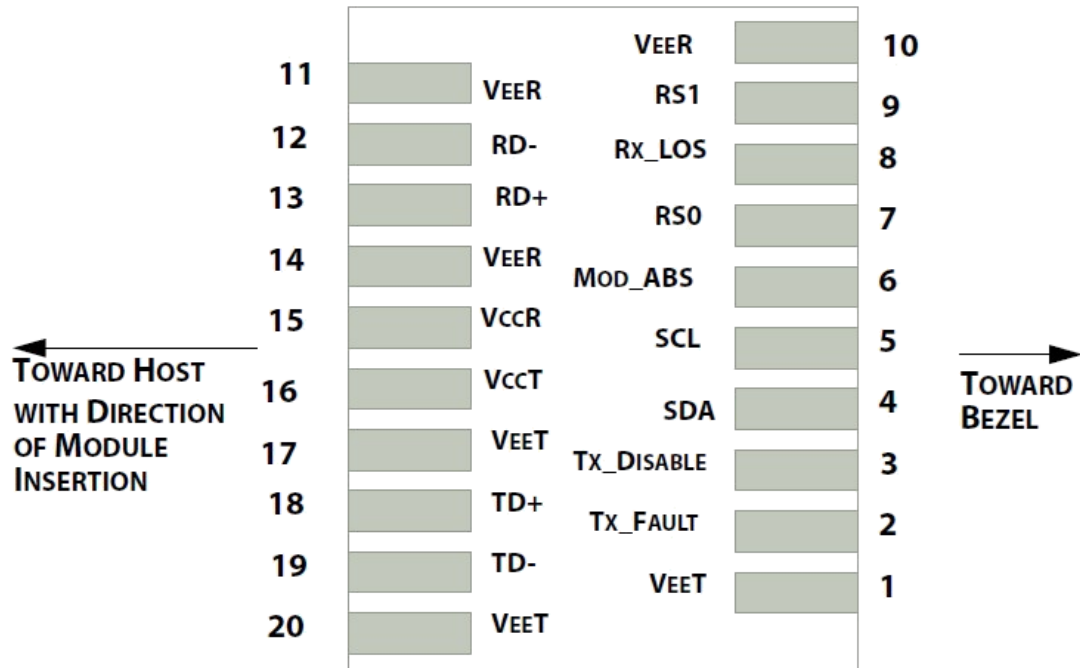 VEER 10
11 VEER
RS1 9
12 RD-
RX_LOS 8
13 RD+
RS0 7
14 VEER
MOD_ABS 6
15 VCCR
SCL 5
TOWARD HOST
WITH DIRECTION
OF MODULE
INSERTION
16 VCCT
SDA 4
TOWARD
BEZEL
17 VEET
TX_DISABLE 3
18 TD+
TX_FAULT 2
19 TD-
VEET 1
20 VEET